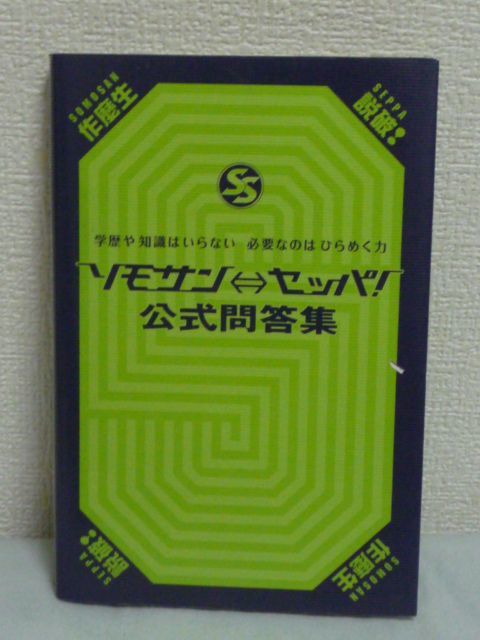 SOMOSAN
作麼生
SEPPA
説破!
SS
学歴や知識はいらない 必要なのは ひらめく力
ソモサン⇔セッパ!
公式問答集
説破!
SEPPA
作麼生
SOMOSAN